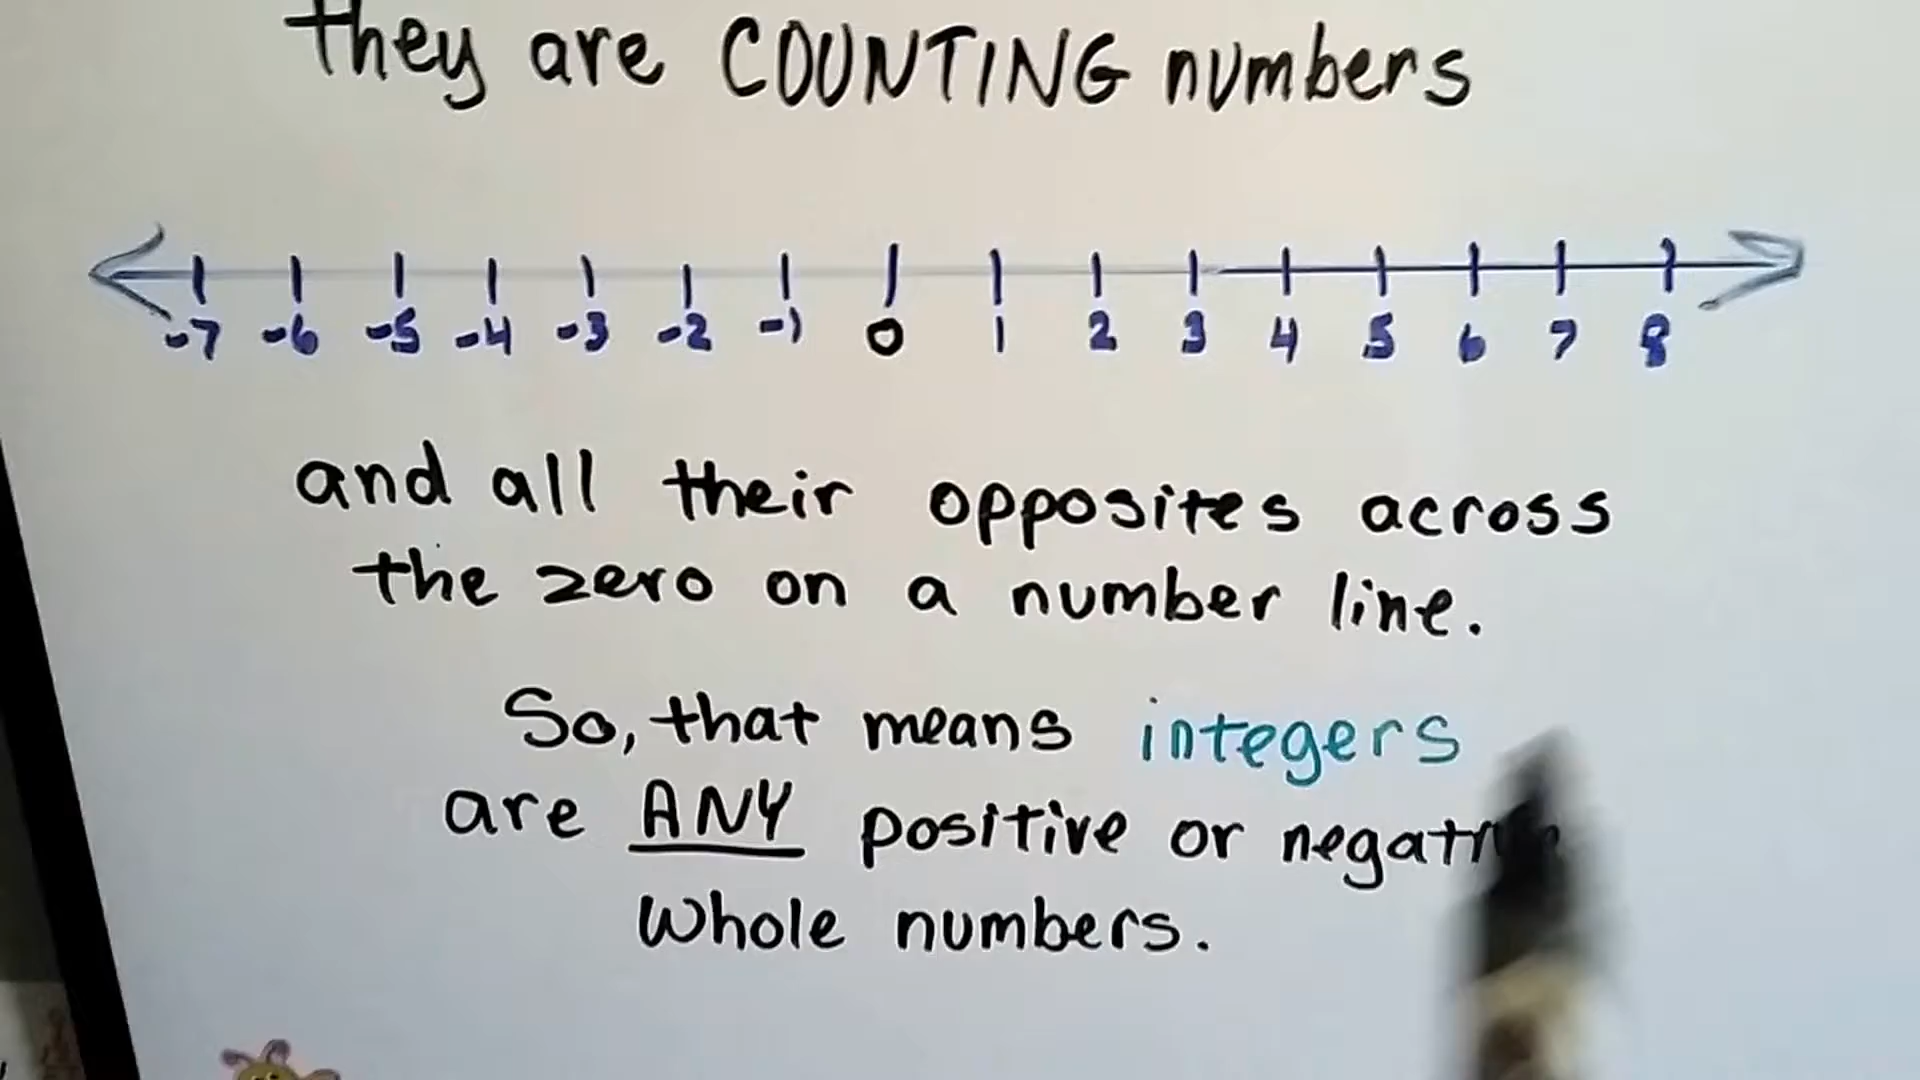 they are COUNTING numbers
-7 -6 -5 -4 -3 -2 -1 0 1 2 3 4 5 6 7 8
and all their opposites across
the zero on a number line.
So, that means integers
are ANY positive or
whole numbers.